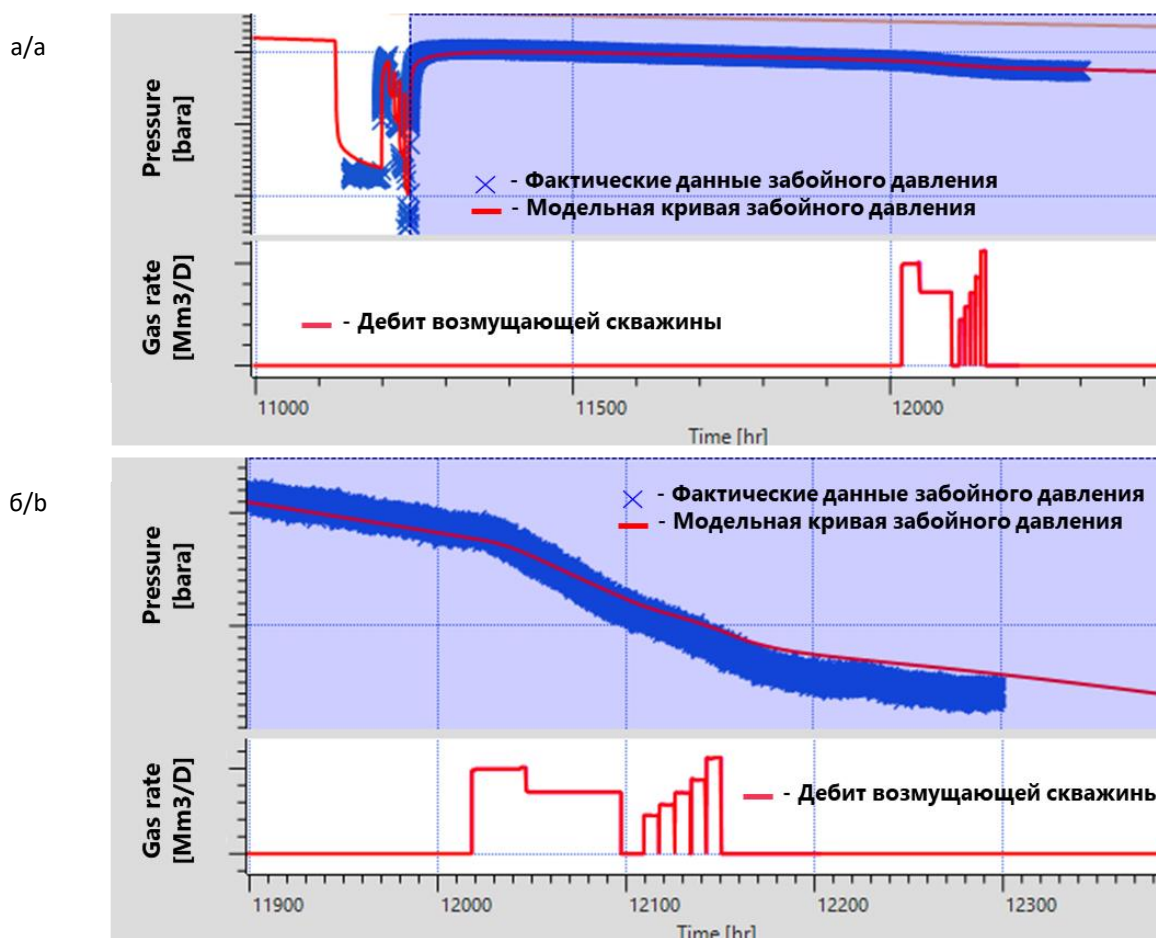 а/a
Pressure
[bara]
- Фактические данные забойного давления
- Модельная кривая забойного давления
Gas rate
[Mm3/D]
- Дебит возмущающей скважины
11000 11500 12000
Time [hr]
б/b
- Фактические данные забойного давления
- Модельная кривая забойного давления
Pressure
[bara]
Gas rate
[Mm3/D]
- Дебит возмущающей скважины
11900 12000 12100 12200 12300
Time [hr]